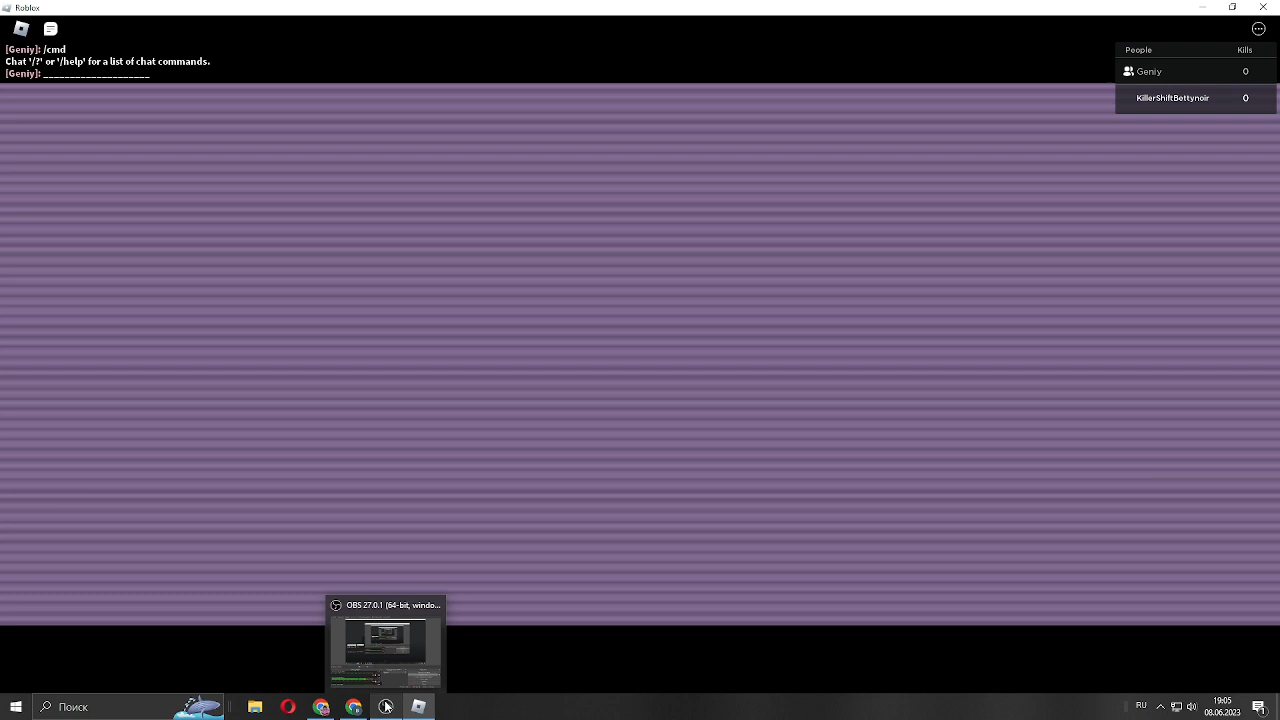 Roblox
[Geniy]: /cmd
Chat '/?' or '/help' for a list of chat commands.
[Geniy]: ____________________
People Kills
Geniy 0
KillerShiftBettynoir 0
OBS 27.0.1 (64-bit, windo...
Поиск
RU
19:05
08.06.2023